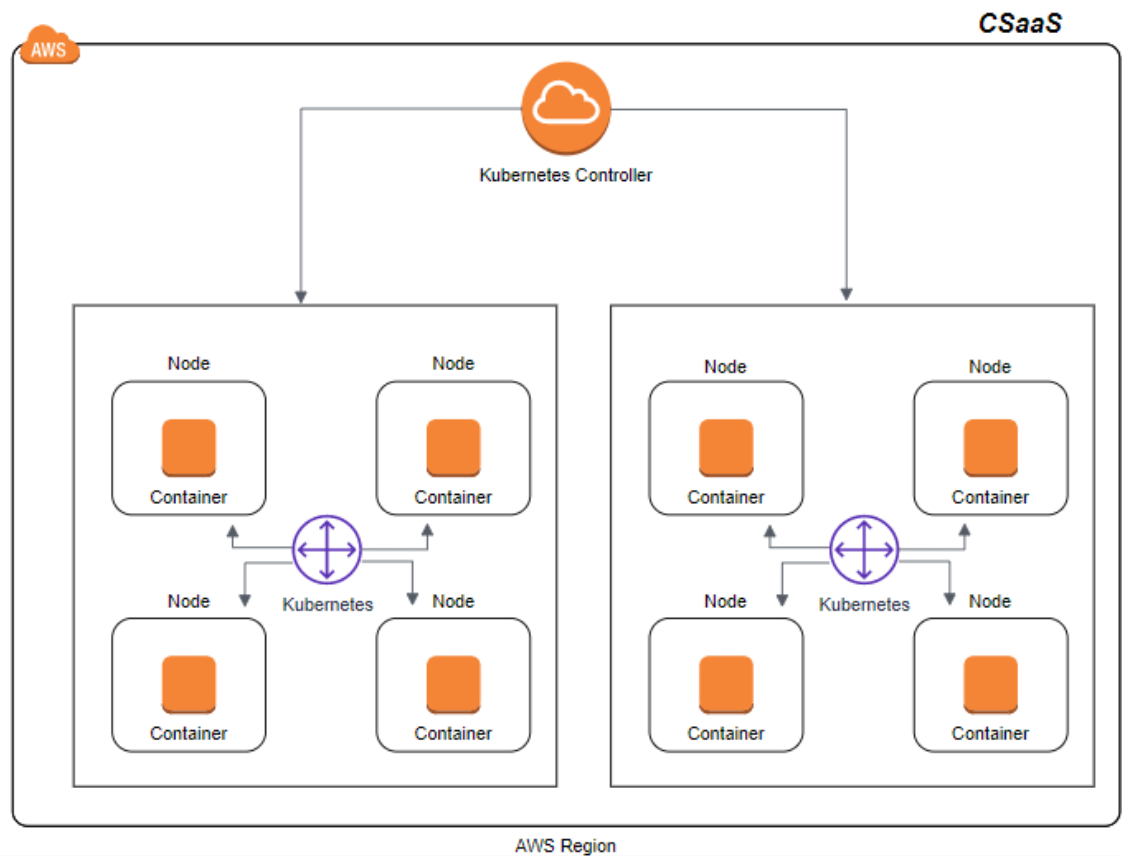 CSaaS
AWS
Kubernetes Controller
Node
Node
Container
Container
Kubernetes
Node
Node
Container
Container
Node
Node
Container
Container
Kubernetes
Node
Node
Container
Container
AWS Region